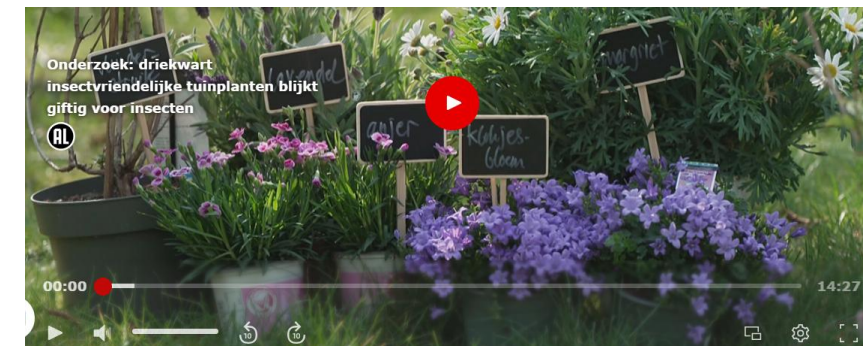 Onderzoek: driekwart
insectvriendelijke tuinplanten blijkt
giftig voor insecten
AL
lavendel
margriet
anjer
klokjes-
bloem
00:00
14:27
10
10